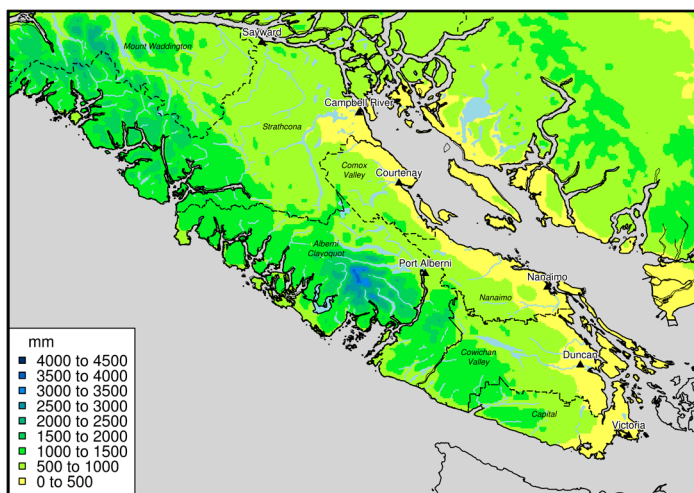 Sayward
Mount Waddington
Campbell River
Strathcona
Comox
Valley
Courtenay
Alberni
Clayoquot
Port Alberni
Nanaimo
Nanaimo
Cowichan
Valley
Duncan
Capital
Victoria
mm
4000 to 4500
3500 to 4000
3000 to 3500
2500 to 3000
2000 to 2500
1500 to 2000
1000 to 1500
500 to 1000
0 to 500